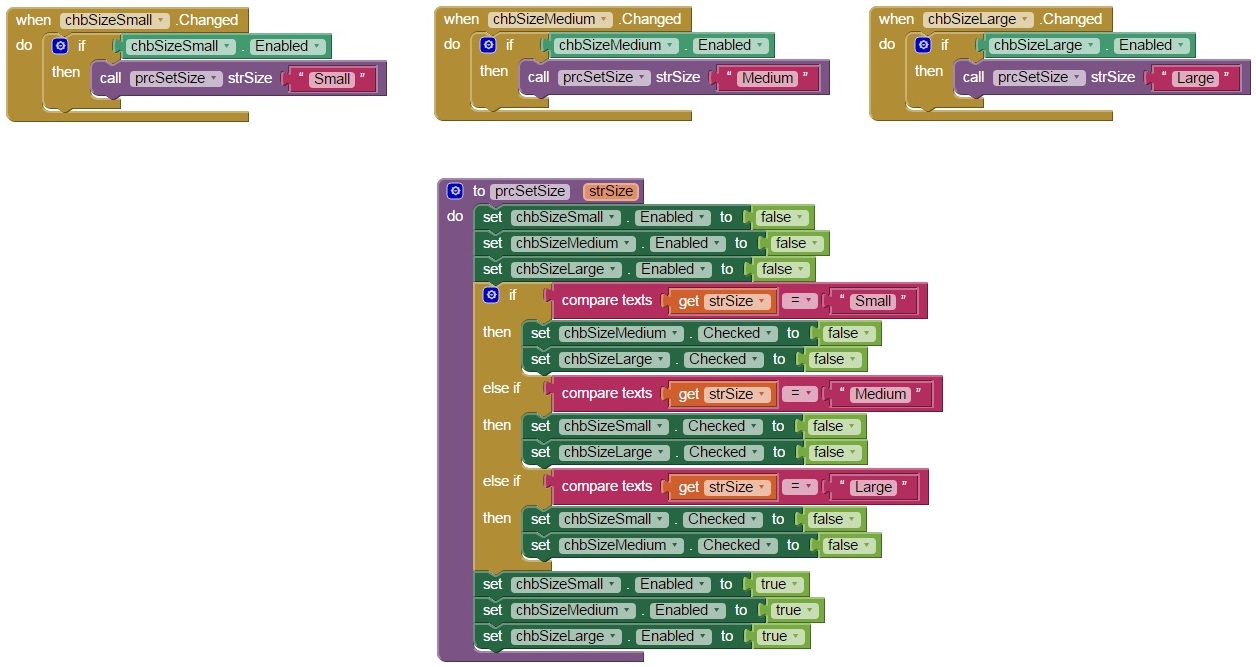 when chbSizeSmall .Changed
do if chbSizeSmall . Enabled
then call prcSetSize strSize “ Small ”
when chbSizeMedium .Changed
do if chbSizeMedium . Enabled
then call prcSetSize strSize “ Medium ”
when chbSizeLarge .Changed
do if chbSizeLarge . Enabled
then call prcSetSize strSize “ Large ”
to prcSetSize strSize
do set chbSizeSmall . Enabled to false
set chbSizeMedium . Enabled to false
set chbSizeLarge . Enabled to false
if compare texts get strSize = “ Small ”
then set chbSizeMedium . Checked to false
set chbSizeLarge . Checked to false
else if compare texts get strSize = “ Medium ”
then set chbSizeSmall . Checked to false
set chbSizeLarge . Checked to false
else if compare texts get strSize = “ Large ”
then set chbSizeSmall . Checked to false
set chbSizeMedium . Checked to false
set chbSizeSmall . Enabled to true
set chbSizeMedium . Enabled to true
set chbSizeLarge . Enabled to true